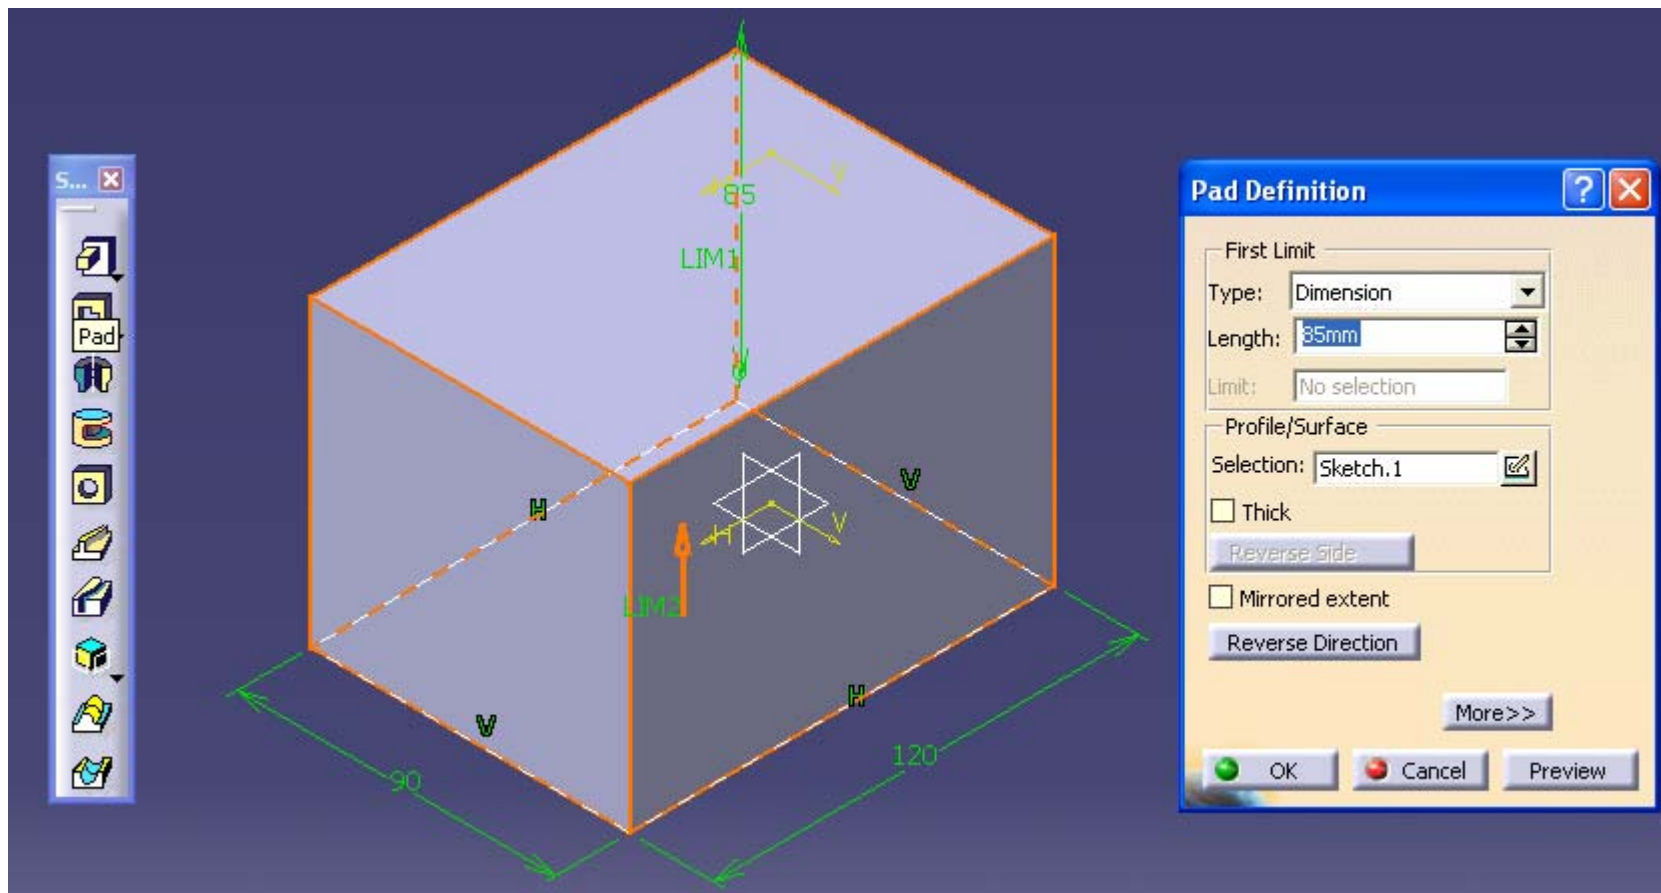 S...
Pad
85
LIM1
V
H
V
H
V
LIM2
H
V
120
90
Pad Definition
?
First Limit
Type: Dimension
Length: 85mm
Limit: No selection
Profile/Surface
Selection: Sketch.1
Thick
Reverse Side
Mirrored extent
Reverse Direction
More>>
OK Cancel Preview